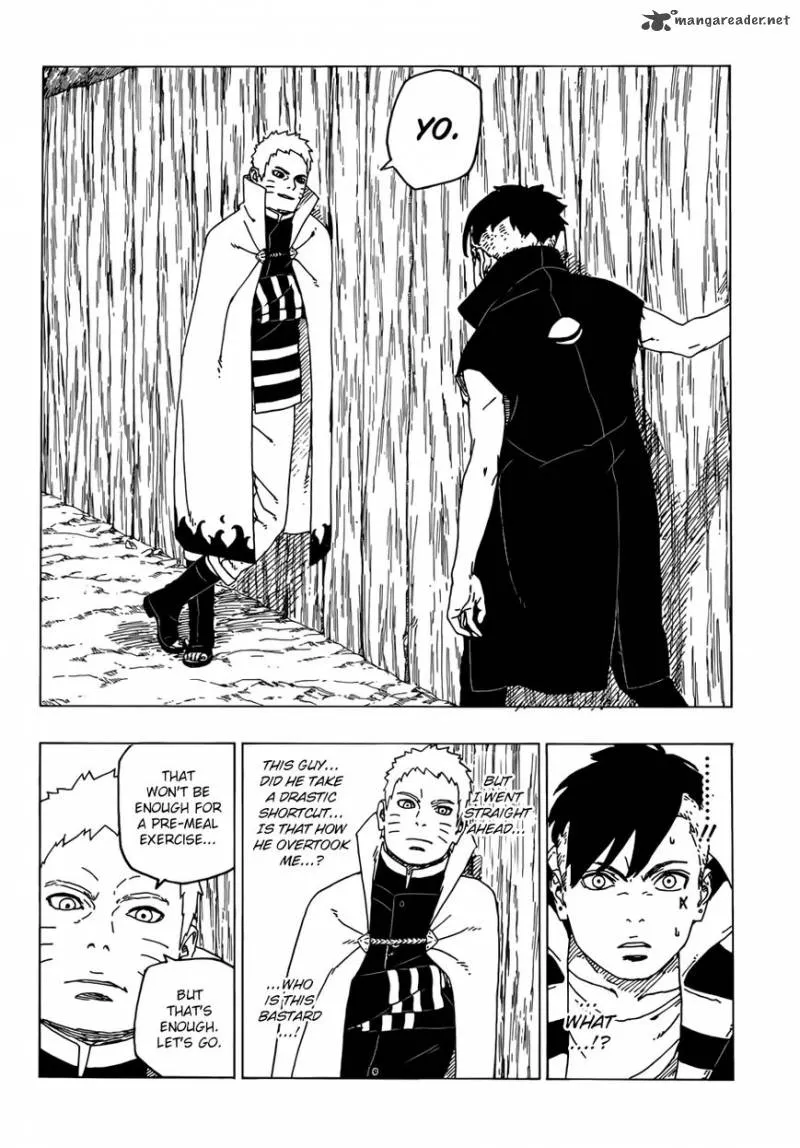 mangareader.net
YO.
......!!
...
WHAT
...!?
BUT
I WENT
STRAIGHT
AHEAD...
THIS GUY...
DID HE TAKE
A DRASTIC
SHORTCUT...
IS THAT HOW
HE OVERTOOK
ME...?
...WHO
IS THIS
BASTARD
...!
THAT
WON'T BE
ENOUGH FOR
A PRE-MEAL
EXERCISE...
BUT
THAT'S
ENOUGH.
LET'S GO.